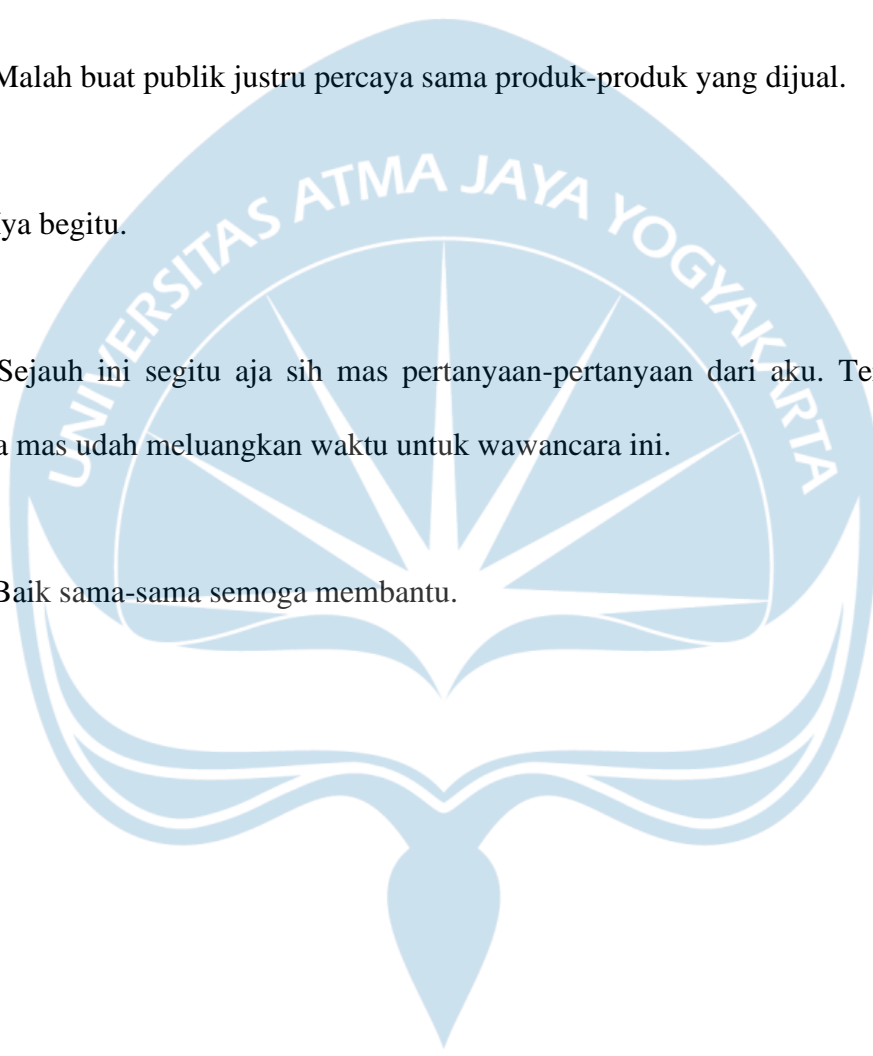 Malah buat publik justru percaya sama produk-produk yang dijual.
UNIVERSITAS ATMA JAYA YOGYAKARTA
ya begitu.
Sejauh ini segitu aja sih mas pertanyaan-pertanyaan dari aku.
mas udah meluangkan waktu untuk wawancara ini.
Baik sama-sama semoga membantu.